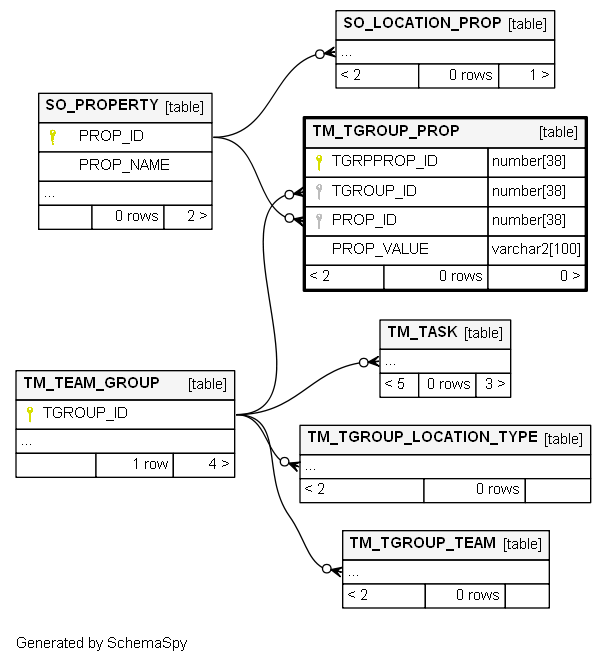 SO_LOCATION_PROP [table]
...
< 2 0 rows 1 >
SO_PROPERTY [table]
PROP_ID
PROP_NAME
...
0 rows 2 >
TM_TGROUP_PROP [table]
TGRPPROP_ID number[38]
TGROUP_ID number[38]
PROP_ID number[38]
PROP_VALUE varchar2[100]
< 2 0 rows 0 >
TM_TASK [table]
...
< 5 0 rows 3 >
TM_TEAM_GROUP [table]
TGROUP_ID
...
1 row 4 >
TM_TGROUP_LOCATION_TYPE [table]
...
< 2 0 rows
TM_TGROUP_TEAM [table]
...
< 2 0 rows
Generated by SchemaSpy